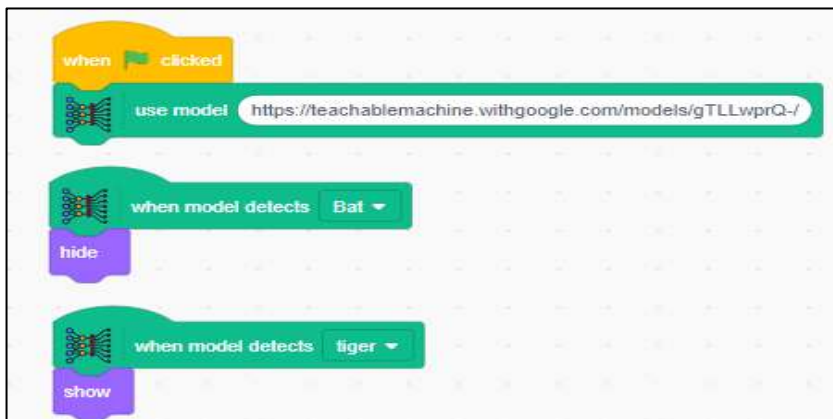 when clicked
use model https://teachablemachine.withgoogle.com/models/gTLLwprQ-/
when model detects Bat
hide
when model detects tiger
show